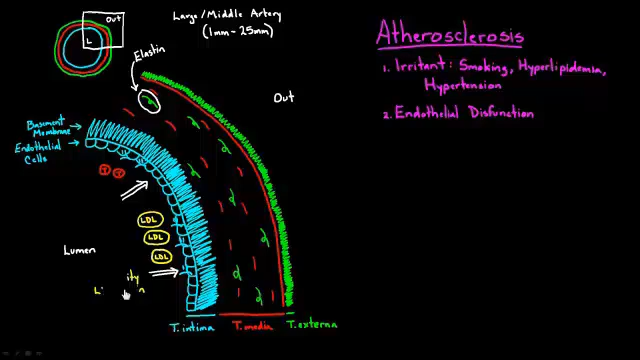 Out
L
Large/Middle Artery
(1mm-25mm)
Elastin
Atherosclerosis
1. Irritant: Smoking, Hyperlipidemia,
Hypertension
2. Endothelial Disfunction
Out
Basement
Membrane
Endothelial
Cells
I I
LDL
LDL
LDL
Lumen
T.intima T.media T.externa